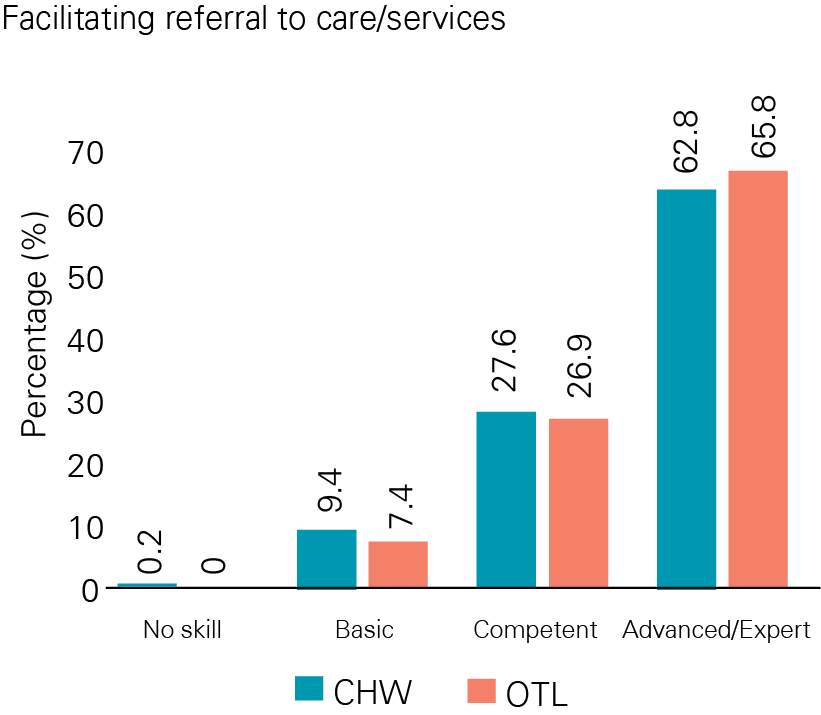 Facilitating referral to care/services
Percentage (%)
70
60
50
40
30
20
10
0
0.2
0
9.4
7.4
27.6
26.9
62.8
65.8
No skill
Basic
Competent
Advanced/Expert
CHW
OTL